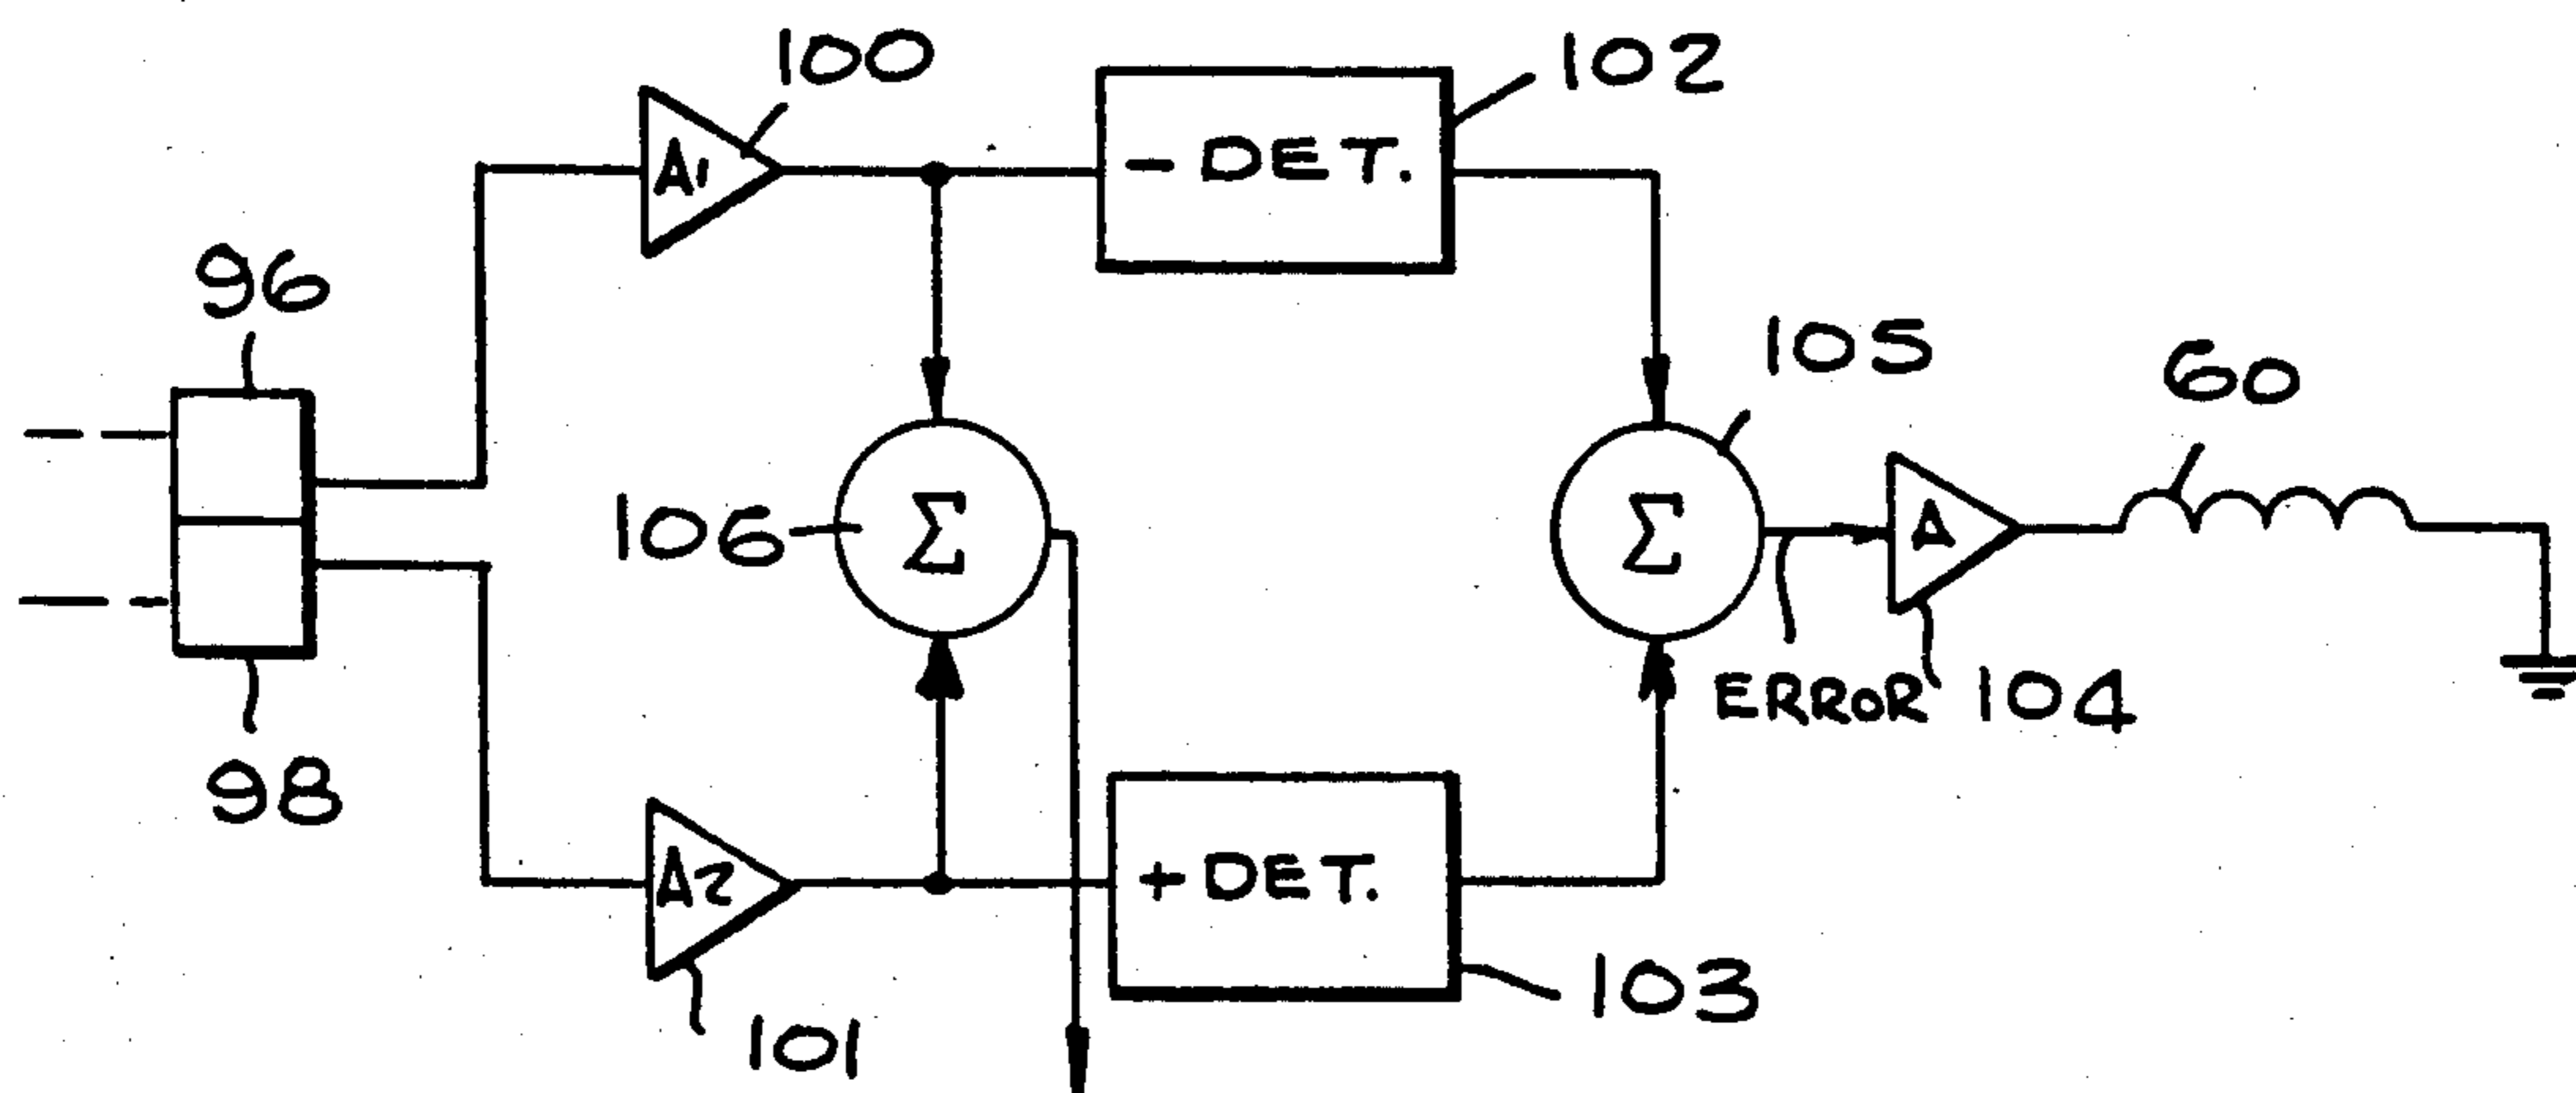 100
102
A1
- DET.
96
105
60
106
Σ
Σ
A
ERROR
104
98
A2
+ DET.
103
101